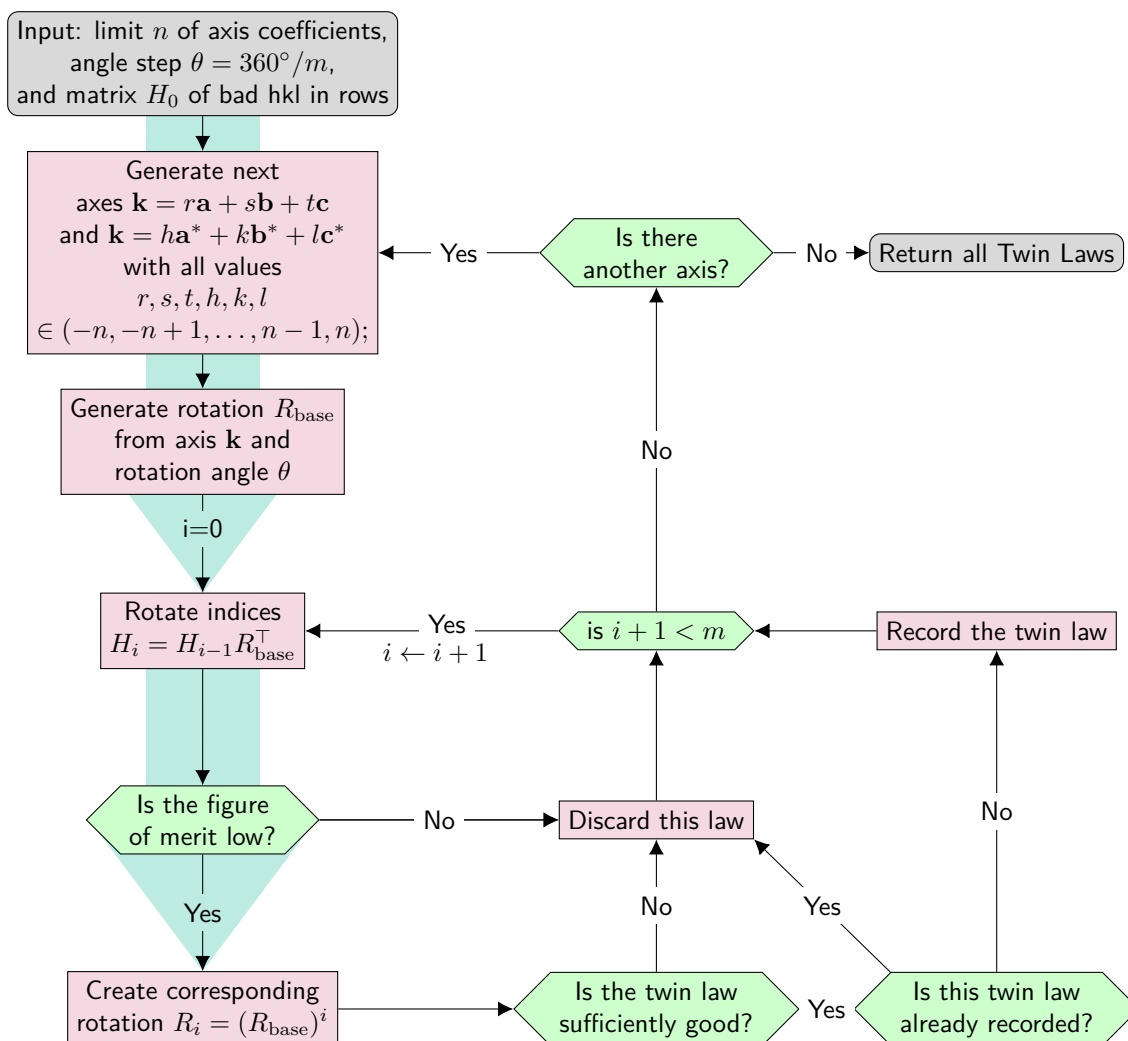 Input: limit n of axis coefficients,
angle step θ = 360°/m,
and matrix H₀ of bad hkl in rows
Generate next
axes k = ra + sb + tc
and k = ha* + kb* + lc*
with all values
r, s, t, h, k, l
∈ (−n, −n + 1, . . . , n − 1, n);
Yes
Is there
another axis?
No
Return all Twin Laws
Generate rotation R_base
from axis k and
rotation angle θ
No
i=0
Rotate indices
H_i = H_{i−1}R_base^⊤
Yes
i ← i + 1
is i + 1 < m
Record the twin law
Is the figure
of merit low?
No
Discard this law
No
Yes
No
Yes
Create corresponding
rotation R_i = (R_base)^i
Is the twin law
sufficiently good?
Yes
Is this twin law
already recorded?